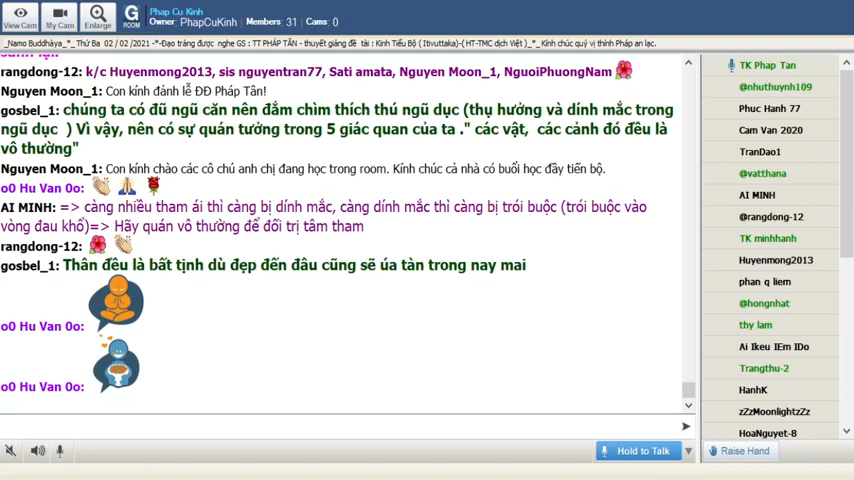 Phap Cu Kinh
Owner: PhapCuKinh | Members: 31 | Cams: 0
View Cam
My Cam
Enlarge
G
ROOM
_Namo Buddhàya_*_ Thứ Ba 02 / 02 /2021 -*-Đạo tràng được nghe GS : TT PHÁP TÂN - thuyết giảng đề tài : Kinh Tiểu Bộ ( Itivuttaka)-( HT-TMC dịch Việt )_*_ Kính chúc quý vị thính Pháp an lạc.
rangdong-12: k/c Huyenmong2013, sis nguyentran77, Sati amata, Nguyen Moon_1, NguoiPhuongNam
Nguyen Moon_1: Con kính đảnh lễ ĐĐ Pháp Tân!
gosbel_1: chúng ta có đũ ngũ căn nên đắm chìm thích thú ngũ dục (thụ hưởng và dính mắc trong
ngũ dục ) Vì vậy, nên có sự quán tưởng trong 5 giác quan của ta ." các vật, các cảnh đó đều là
vô thường"
Nguyen Moon_1: Con kính chào các cô chú anh chị đang học trong room. Kính chúc cả nhà có buổi học đầy tiến bộ.
o0 Hu Van 0o:
AI MINH: => càng nhiều tham ái thì càng bị dính mắc, càng dính mắc thì càng bị trói buộc (trói buộc vào
vòng đau khổ)=> Hãy quán vô thường để đối trị tâm tham
rangdong-12:
gosbel_1: Thân đều là bất tịnh dù đẹp đến đâu cũng sẽ úa tàn trong nay mai
o0 Hu Van 0o:
o0 Hu Van 0o:
Hold to Talk
TK Phap Tan
@nhuthuynh109
Phuc Hanh 77
Cam Van 2020
TranDao1
@vatthana
AI MINH
@rangdong-12
TK minhhanh
Huyenmong2013
phan q liem
@hongnhat
thy lam
Ai Ikeu IEm IDo
Trangthu-2
HanhK
zZzMoonlightzZz
HoaNguyet-8
Raise Hand